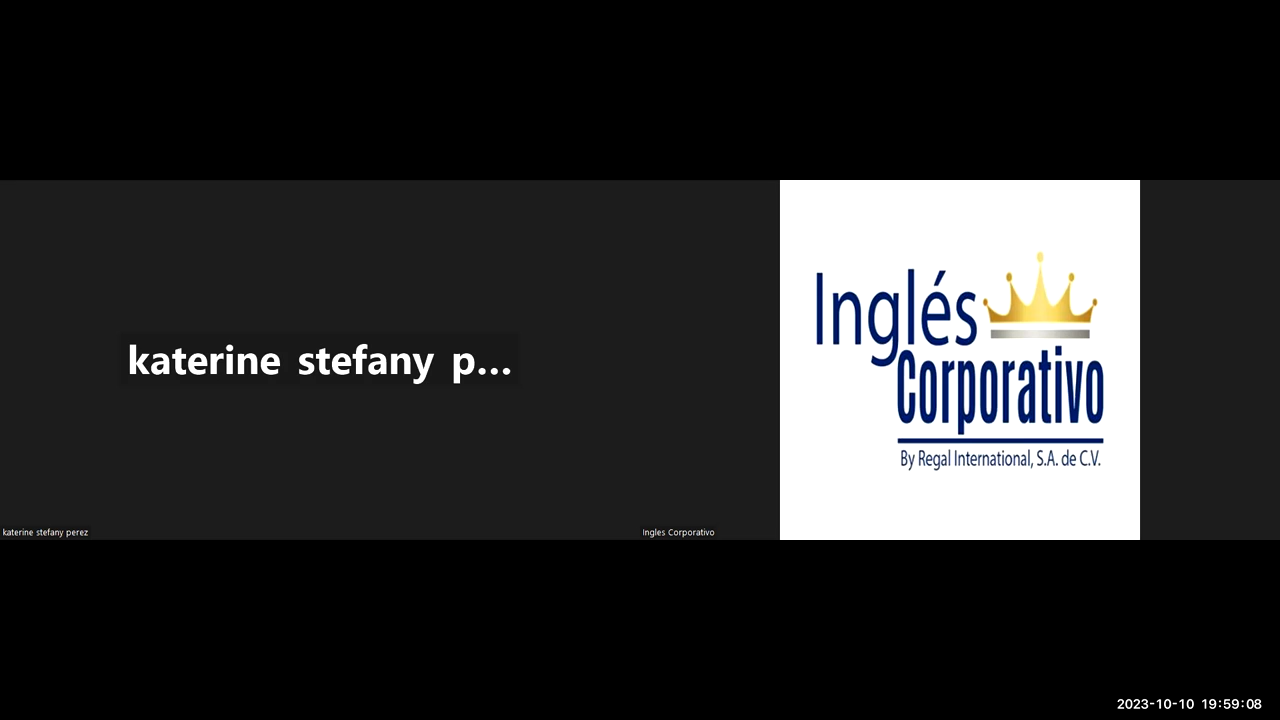 katerine stefany p...
Inglés
Corporativo
By Regal International, S.A. de C.V.
katerine stefany perez
Ingles Corporativo
2023-10-10 19:59:08